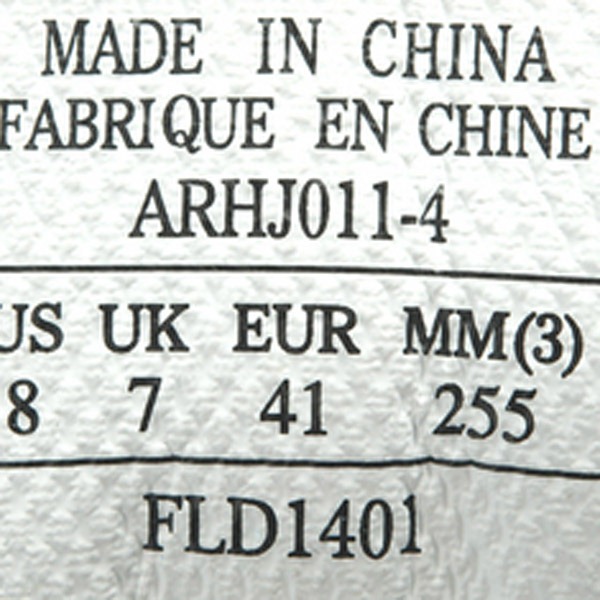 MADE IN CHINA
FABRIQUE EN CHINE
ARHJ011-4
US UK EUR MM(3)
8 7 41 255
FLD1401